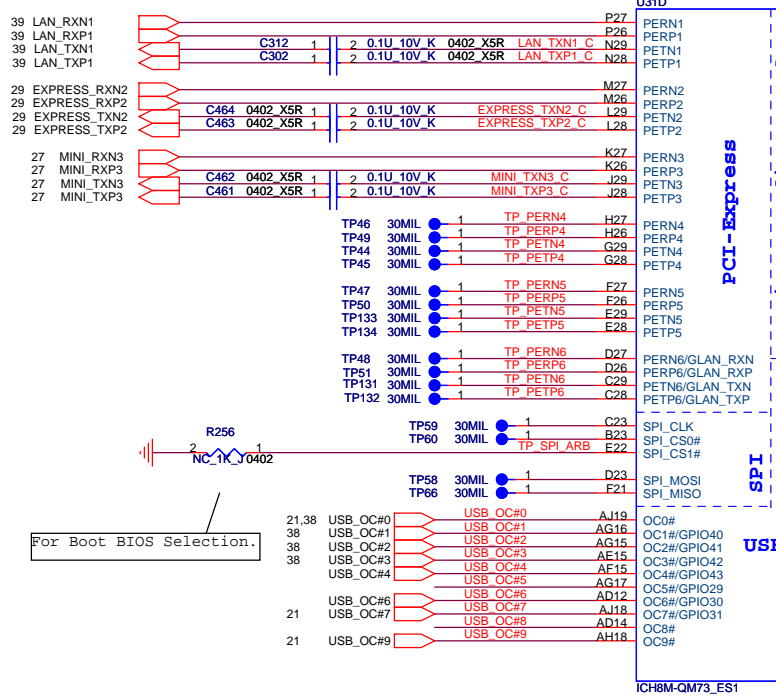 U31D
39 LAN_RXN1 P27 PERN1
39 LAN_RXP1 P26 PERP1
39 LAN_TXN1 C312 1 2 0.1U_10V_K 0402_X5R LAN_TXN1_C N29 PETN1
39 LAN_TXP1 C302 1 2 0.1U_10V_K 0402_X5R LAN_TXP1_C N28 PETP1
29 EXPRESS_RXN2 M27 PERN2
29 EXPRESS_RXP2 M26 PERP2
29 EXPRESS_TXN2 C464 0402_X5R 1 2 0.1U_10V_K EXPRESS_TXN2_C L29 PETN2
29 EXPRESS_TXP2 C463 0402_X5R 1 2 0.1U_10V_K EXPRESS_TXP2_C L28 PETP2
27 MINI_RXN3 K27 PERN3
27 MINI_RXP3 K26 PERP3
27 MINI_TXN3 C462 0402_X5R 1 2 0.1U_10V_K MINI_TXN3_C J29 PETN3
27 MINI_TXP3 C461 0402_X5R 1 2 0.1U_10V_K MINI_TXP3_C J28 PETP3
TP46 30MIL 1 TP_PERN4 H27 PERN4
TP49 30MIL 1 TP_PERP4 H26 PERP4
TP44 30MIL 1 TP_PETN4 G29 PETN4
TP45 30MIL 1 TP_PETP4 G28 PETP4
TP47 30MIL 1 TP_PERN5 F27 PERN5
TP50 30MIL 1 TP_PERP5 F26 PERP5
TP133 30MIL 1 TP_PETN5 E29 PETN5
TP134 30MIL 1 TP_PETP5 E28 PETP5
TP48 30MIL 1 TP_PERN6 D27 PERN6/GLAN_RXN
TP51 30MIL 1 TP_PERP6 D26 PERP6/GLAN_RXP
TP131 30MIL 1 TP_PETN6 C29 PETN6/GLAN_TXN
TP132 30MIL 1 TP_PETP6 C28 PETP6/GLAN_TXP
PCI-Express
TP59 30MIL 1 C23 SPI_CLK
TP60 30MIL 1 B23 SPI_CS0#
R256 2 1 NC_1K_J 0402 TP_SPI_ARB E22 SPI_CS1#
TP58 30MIL 1 D23 SPI_MOSI
TP66 30MIL 1 F21 SPI_MISO
SPI
For Boot BIOS Selection.
21,38 USB_OC#0 USB_OC#0 AJ19 OC0#
38 USB_OC#1 USB_OC#1 AG16 OC1#/GPIO40
38 USB_OC#2 USB_OC#2 AG15 OC2#/GPIO41
38 USB_OC#3 USB_OC#3 AE15 OC3#/GPIO42
USB_OC#4 USB_OC#4 AF15 OC4#/GPIO43
USB_OC#5 AG17 OC5#/GPIO29
USB_OC#6 USB_OC#6 AD12 OC6#/GPIO30
21 USB_OC#7 USB_OC#7 AJ18 OC7#/GPIO31
USB_OC#8 AD14 OC8#
21 USB_OC#9 USB_OC#9 AH18 OC9#
USB
ICH8M-QM73_ES1